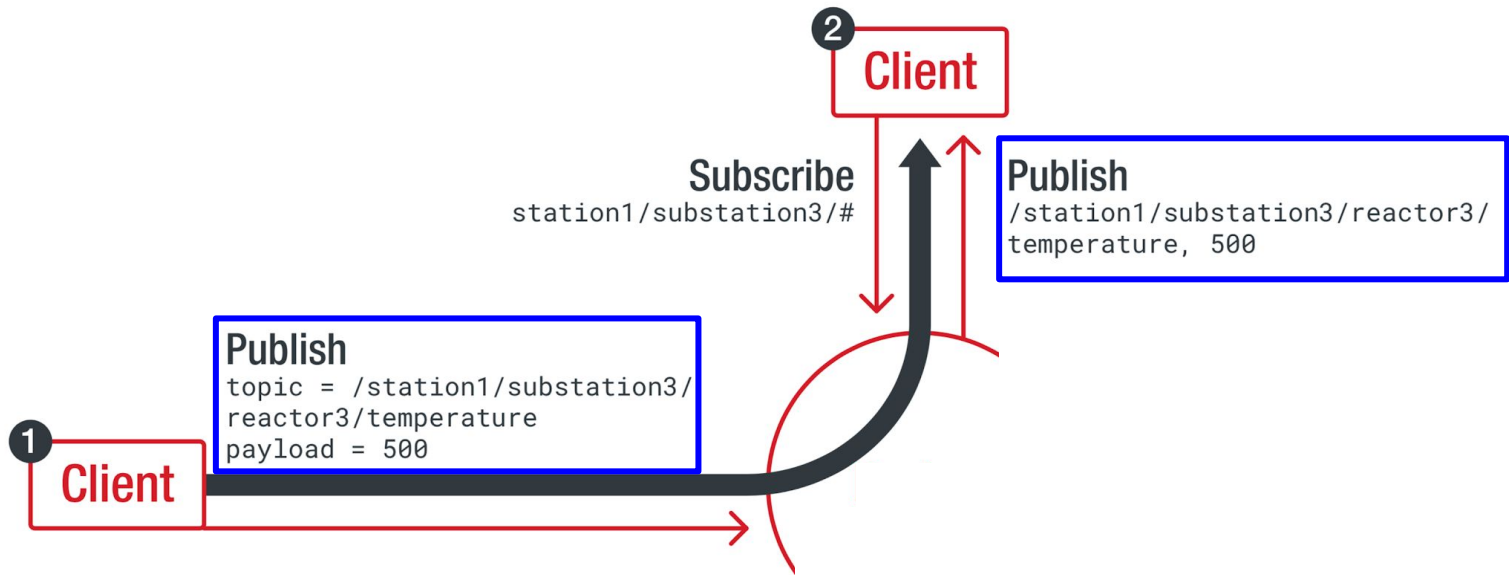 2
Client
Subscribe
station1/substation3/#
Publish
/station1/substation3/reactor3/
temperature, 500
Publish
topic = /station1/substation3/
reactor3/temperature
payload = 500
1
Client